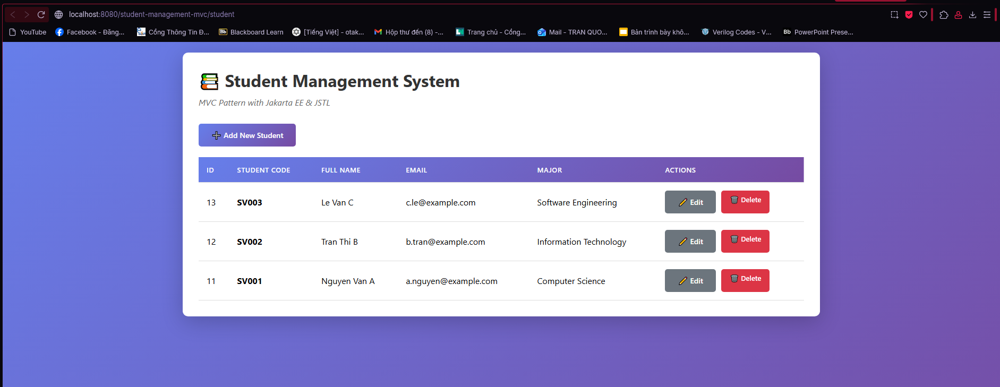 localhost:8080/student-management-mvc/student
YouTube Facebook - Đăng... Cổng Thông Tin Đ... Bb Blackboard Learn [Tiếng Việt] - otak... Hộp thư đến (8) -... Trang chủ - Cổng... Mail - TRAN QUO... Bản trình bày khô... Verilog Codes - V... Bb PowerPoint Prese...
Student Management System
MVC Pattern with Jakarta EE & JSTL
Add New Student
ID STUDENT CODE FULL NAME EMAIL MAJOR ACTIONS
13 SV003 Le Van C c.le@example.com Software Engineering Edit Delete
12 SV002 Tran Thi B b.tran@example.com Information Technology Edit Delete
11 SV001 Nguyen Van A a.nguyen@example.com Computer Science Edit Delete